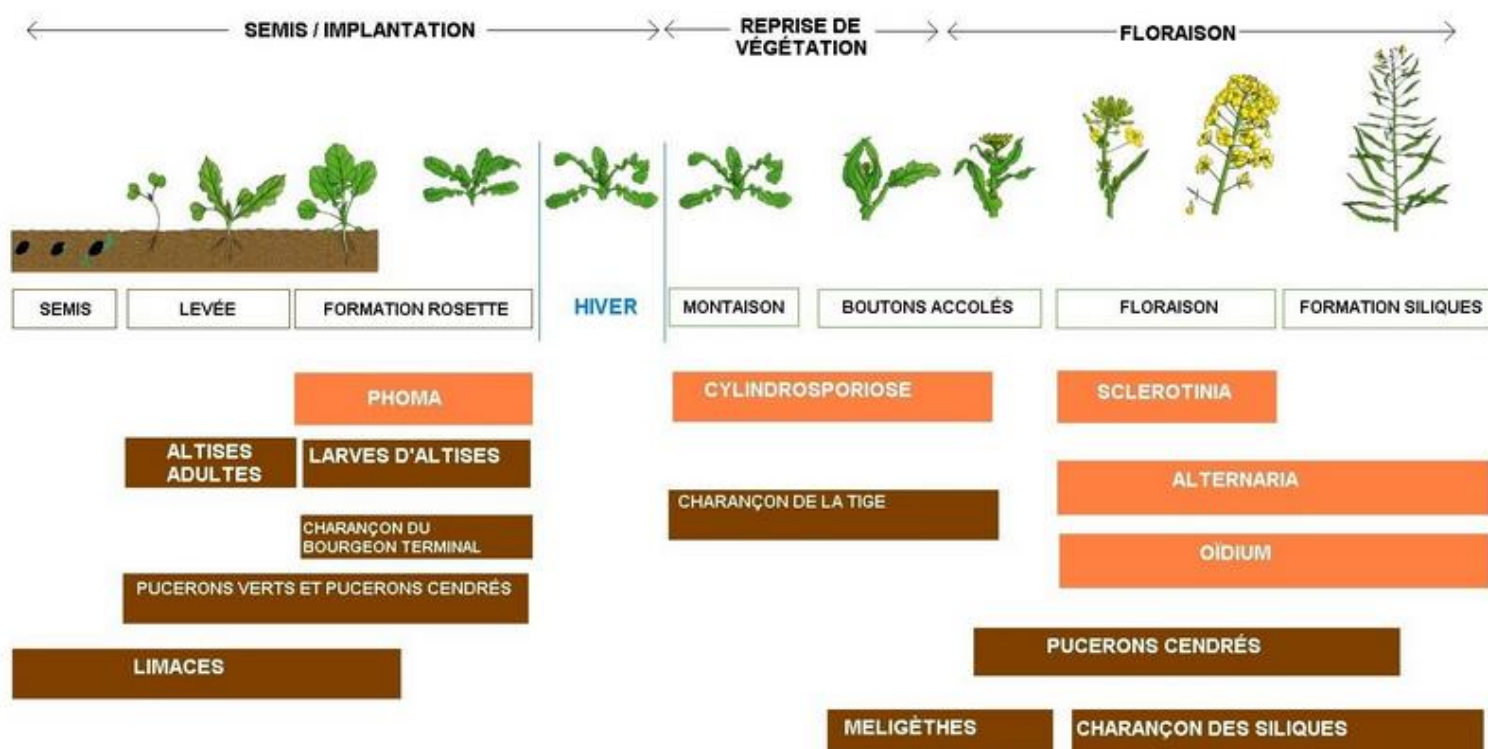 SEMIS / IMPLANTATION
REPRISE DE
VÉGÉTATION
FLORAISON
SEMIS
LEVÉE
FORMATION ROSETTE
HIVER
MONTAISON
BOUTONS ACCOLÉS
FLORAISON
FORMATION SILIQUES
PHOMA
CYLINDROSPORIOSE
SCLEROTINIA
ALTISES
ADULTES
LARVES D'ALTISES
ALTERNARIA
CHARANÇON DE LA TIGE
CHARANÇON DU
BOURGEON TERMINAL
OÏDIUM
PUCERONS VERTS ET PUCERONS CENDRÉS
PUCERONS CENDRÉS
LIMACES
MELIGÈTHES
CHARANÇON DES SILIQUES